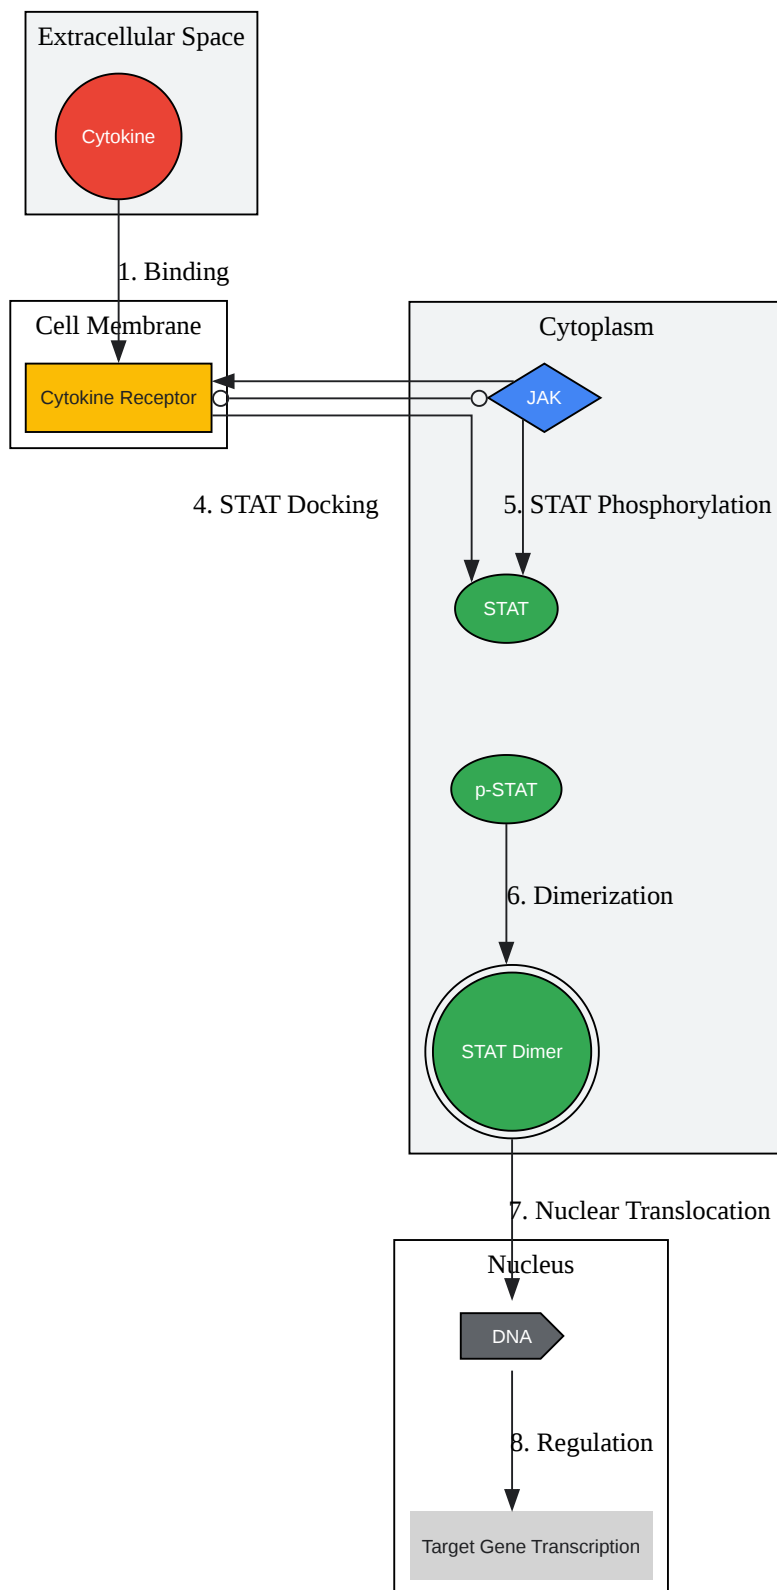 Extracellular Space
Cytokine
1. Binding
Cell Membrane
Cytoplasm
Cytokine Receptor
JAK
4. STAT Docking
5. STAT Phosphorylation
STAT
p-STAT
6. Dimerization
STAT Dimer
7. Nuclear Translocation
Nucleus
DNA
8. Regulation
Target Gene Transcription